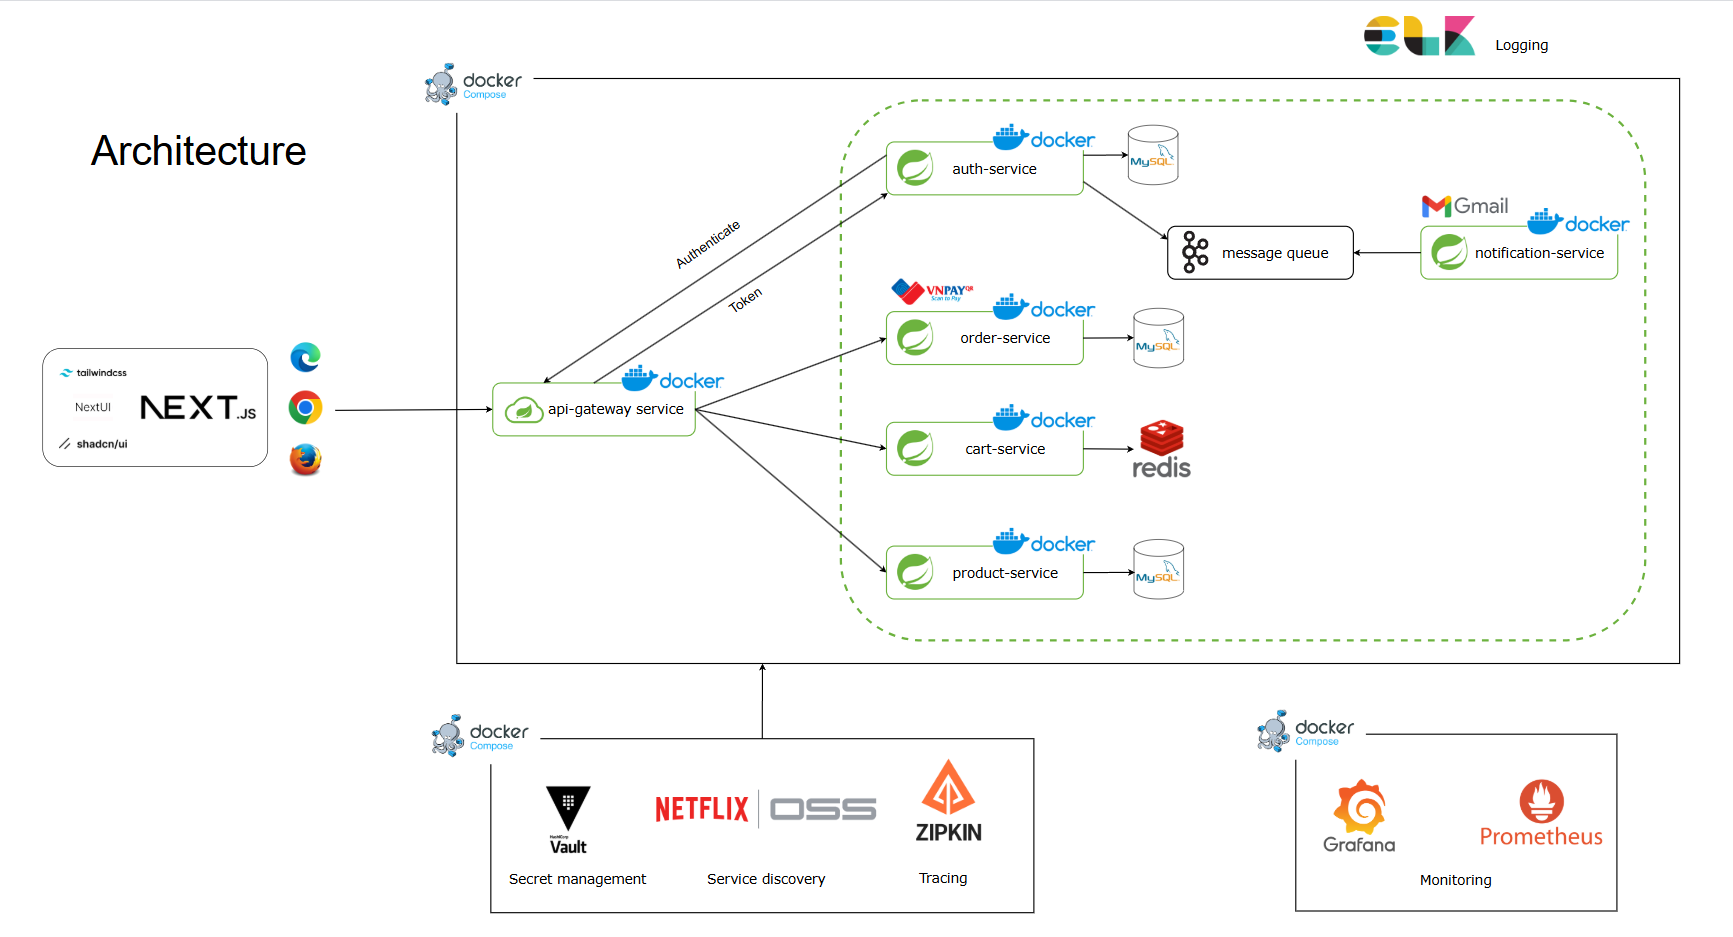 Logging
docker
Compose
Architecture
docker
auth-service
MySQL
Gmail
docker
message queue
notification-service
Authenticate
Token
VNPAY QR
Scan to Pay
docker
order-service
MySQL
tailwindcss
NextUI
NEXT.JS
shadcn/ui
docker
api-gateway service
docker
cart-service
redis
docker
product-service
MySQL
docker
Compose
HashiCorp
Vault
NETFLIX | OSS
ZIPKIN
Secret management
Service discovery
Tracing
docker
Compose
Grafana
Prometheus
Monitoring